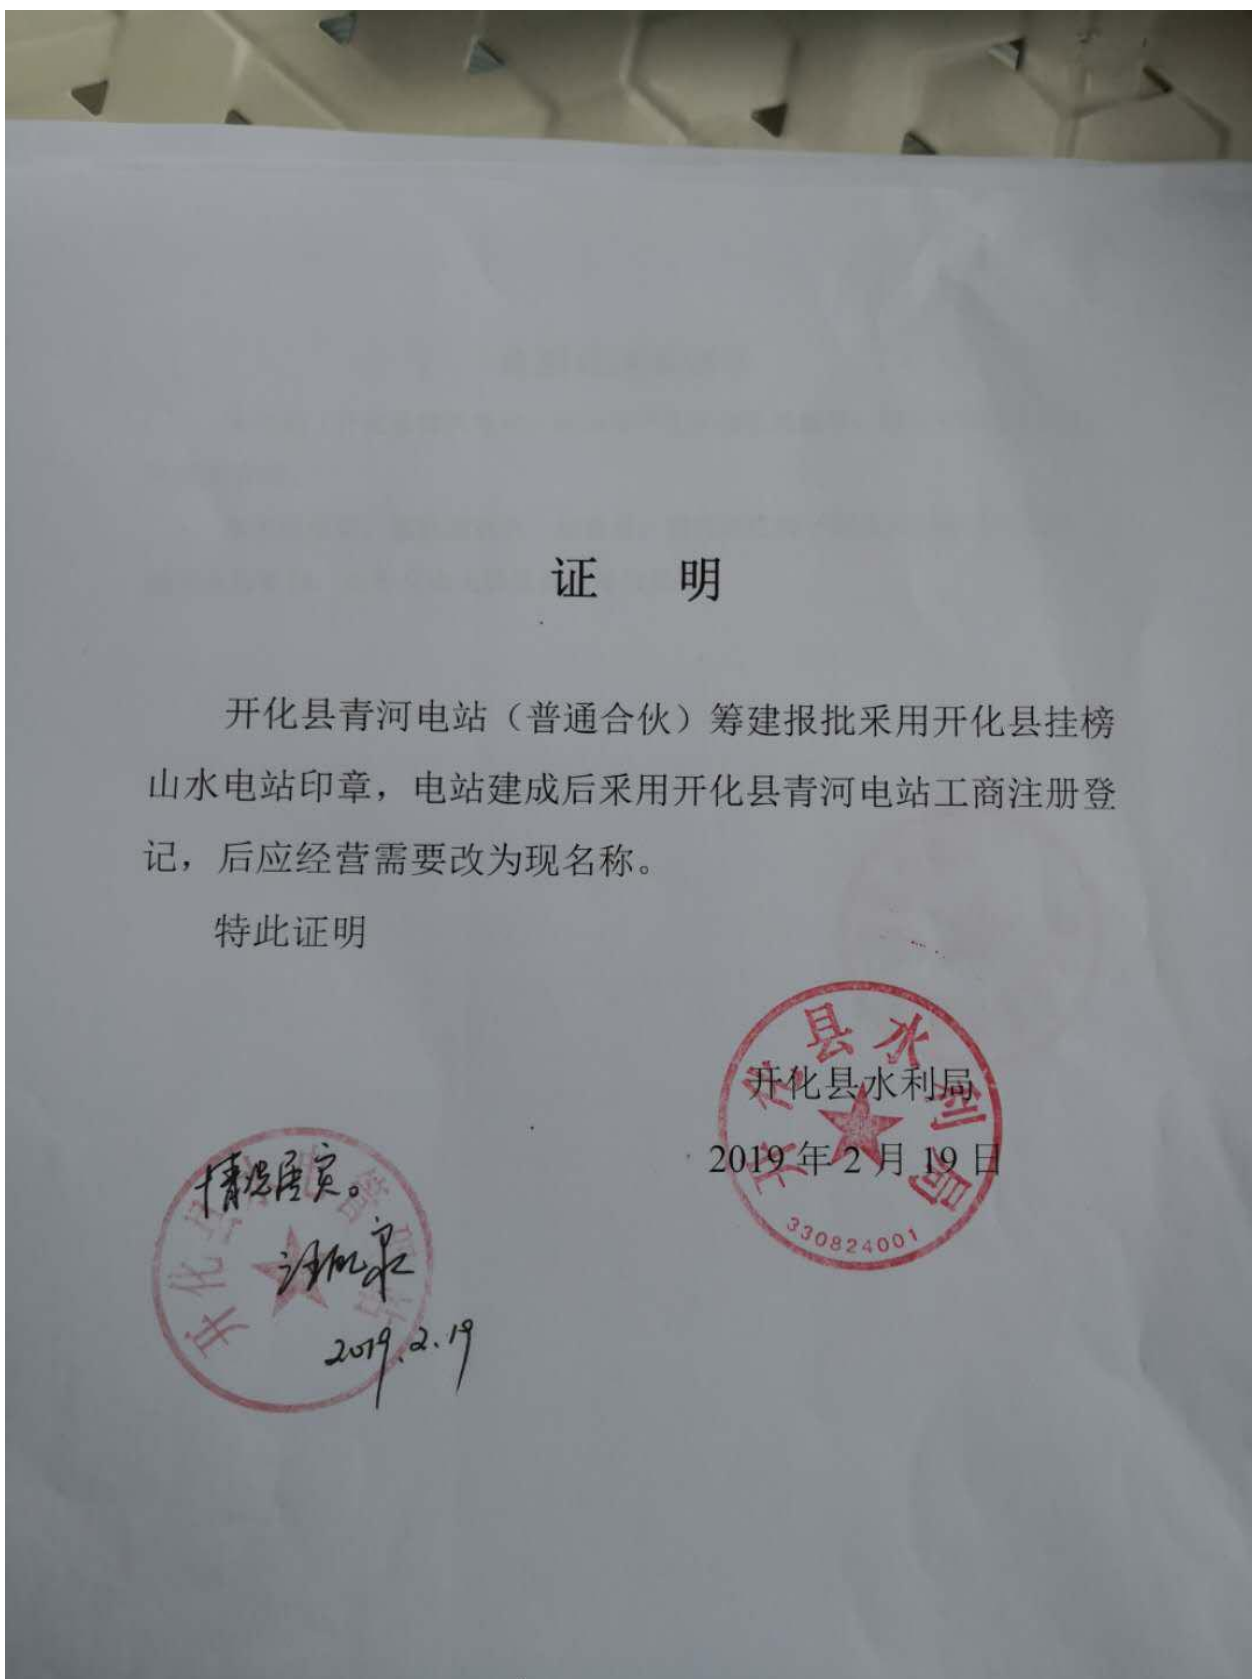 证 明
开化县青河电站（普通合伙）筹建报批采用开化县挂榜
山水电站印章，电站建成后采用开化县青河电站工商注册登
记，后应经营需要改为现名称。
特此证明
开化县水利局
开化县水利局
2019年2月19日
330824001
情况属实。
2019.2.19